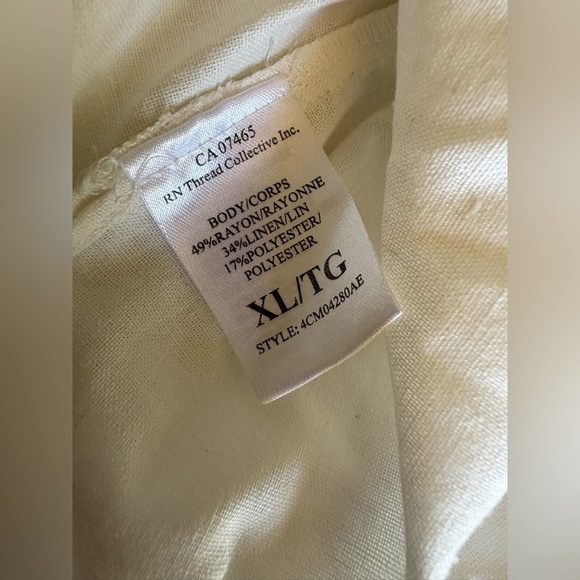 CA 07465
RN Thread Collective Inc.
BODY/CORPS
49%RAYON/RAYONNE
34%LINEN/LIN
17%POLYESTER/
POLYESTER
XL/TG
STYLE: 4CM04280AE